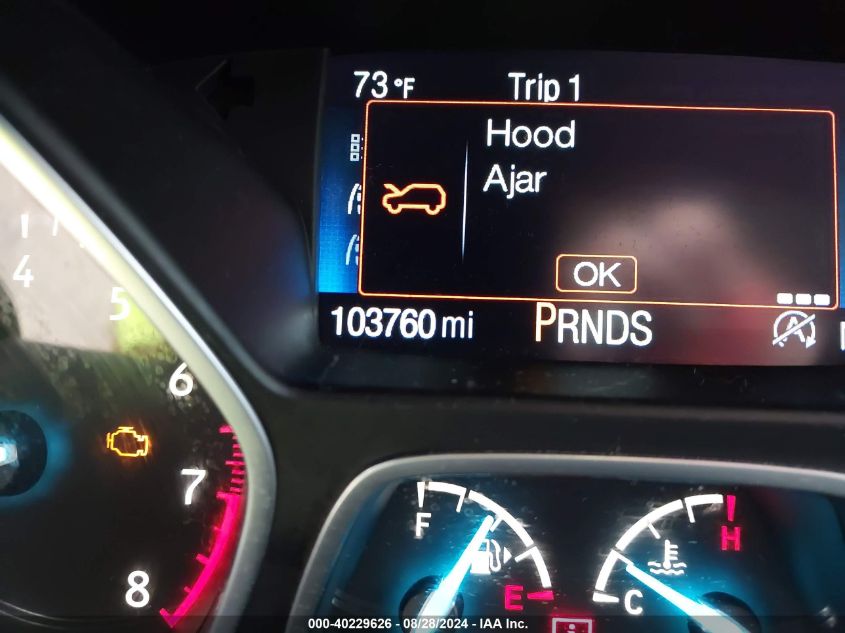 73 °F Trip 1
Hood
Ajar
OK
103760 mi PRNDS
A
4
5
6
7
8
F
E
C
H
000-40229626 - 08/28/2024 - IAA Inc.